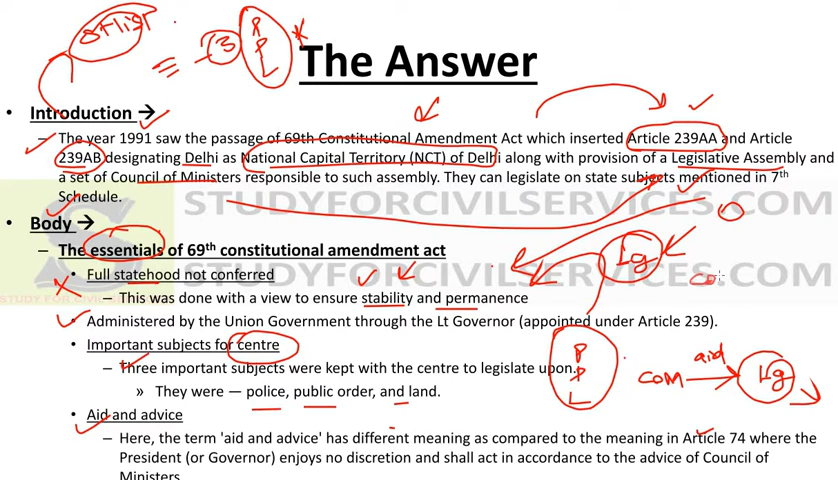 The Answer
• Introduction →
– The year 1991 saw the passage of 69th Constitutional Amendment Act which inserted Article 239AA and Article
239AB designating Delhi as National Capital Territory (NCT) of Delhi along with provision of a Legislative Assembly and
a set of Council of Ministers responsible to such assembly. They can legislate on state subjects mentioned in 7th
Schedule.
STUDYFORCIVILSERVICES.COM
• Body →
– The essentials of 69th constitutional amendment act
Lg
• Full statehood not conferred
STUDYFORCIVILSERVICES.COM
STUDY FOR CIVIL SERVICES
– This was done with a view to ensure stability and permanence
• Administered by the Union Government through the Lt Governor (appointed under Article 239).
• Important subjects for centre
P
P
L
– Three important subjects were kept with the centre to legislate upon.
COM aid Lg
» They were — police, public order, and land.
• Aid and advice
– Here, the term 'aid and advice' has different meaning as compared to the meaning in Article 74 where the
President (or Governor) enjoys no discretion and shall act in accordance to the advice of Council of
Ministers